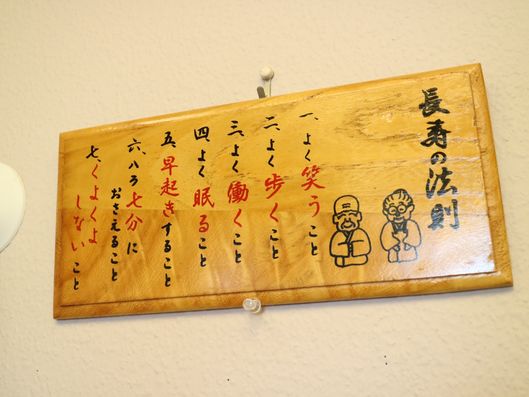 長寿の法則
一、よく笑うこと
二、よく歩くこと
三、よく働くこと
四、よく眠ること
五、早起きすること
六、八ろ七分に
おさえること
七、くよくよ
しないこと